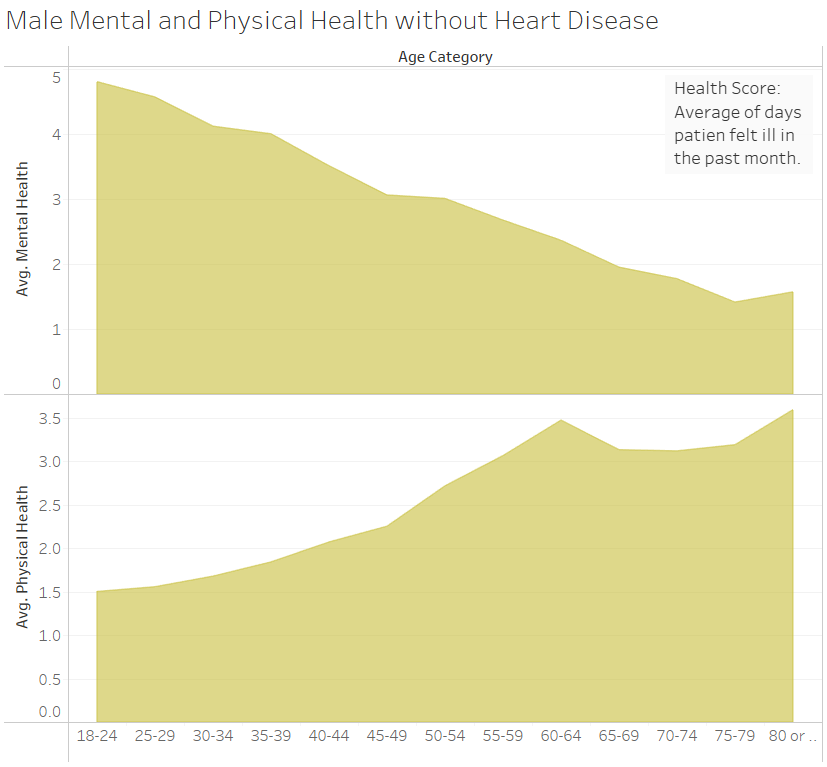 Male Mental and Physical Health without Heart Disease
Age Category
Health Score:
Average of days
patien felt ill in
the past month.
Avg. Mental Health
5
4
3
2
1
0
Avg. Physical Health
3.5
3.0
2.5
2.0
1.5
1.0
0.5
0.0
18-24 25-29 30-34 35-39 40-44 45-49 50-54 55-59 60-64 65-69 70-74 75-79 80 or ..